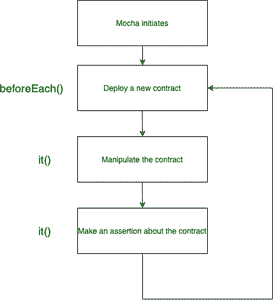 Mocha initiates
beforeEach()
Deploy a new contract
it()
Manipulate the contract
it()
Make an assertion about the contract